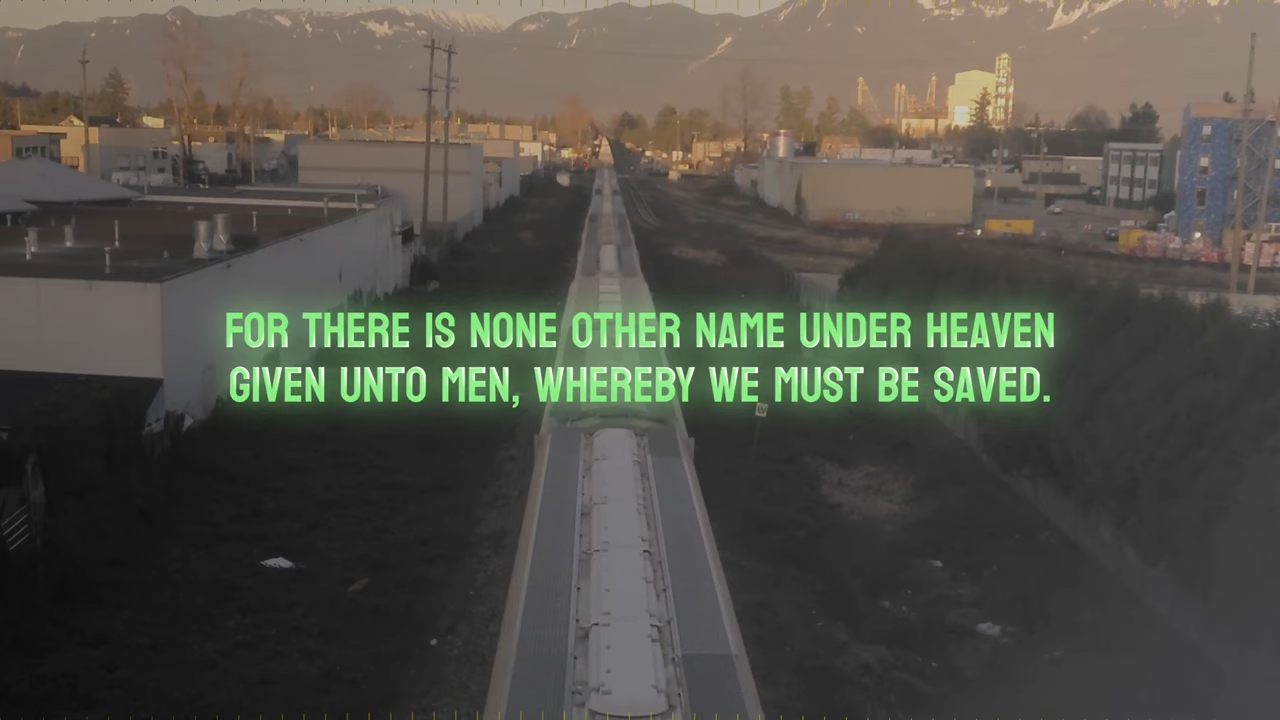 FOR THERE IS NONE OTHER NAME UNDER HEAVEN
GIVEN UNTO MEN, WHEREBY WE MUST BE SAVED.